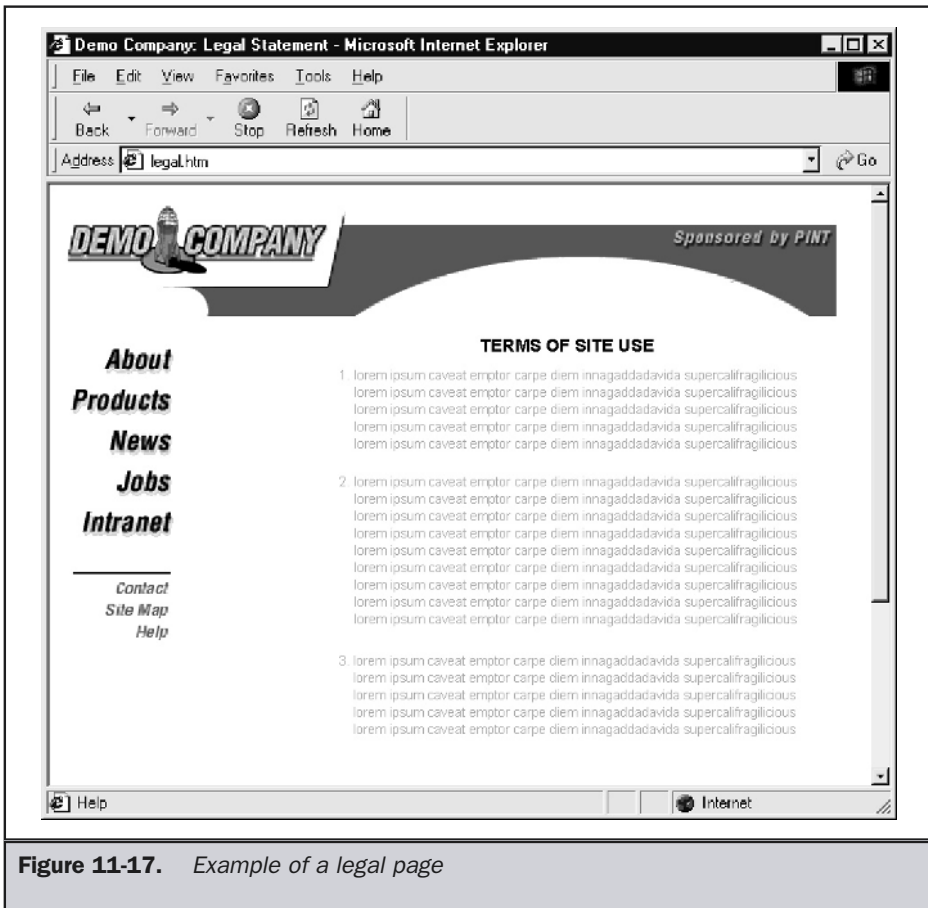 Demo Company: Legal Statement - Microsoft Internet Explorer
File Edit View Favorites Tools Help
Back Forward Stop Refresh Home
Address legal.htm Go
DEMO COMPANY
Sponsored by PINT
About
Products
News
Jobs
Intranet
Contact
Site Map
Help
TERMS OF SITE USE
1. lorem ipsum caveat emptor carpe diem innagaddadavida supercalifragilicious
lorem ipsum caveat emptor carpe diem innagaddadavida supercalifragilicious
lorem ipsum caveat emptor carpe diem innagaddadavida supercalifragilicious
lorem ipsum caveat emptor carpe diem innagaddadavida supercalifragilicious
lorem ipsum caveat emptor carpe diem innagaddadavida supercalifragilicious
2. lorem ipsum caveat emptor carpe diem innagaddadavida supercalifragilicious
lorem ipsum caveat emptor carpe diem innagaddadavida supercalifragilicious
lorem ipsum caveat emptor carpe diem innagaddadavida supercalifragilicious
lorem ipsum caveat emptor carpe diem innagaddadavida supercalifragilicious
lorem ipsum caveat emptor carpe diem innagaddadavida supercalifragilicious
lorem ipsum caveat emptor carpe diem innagaddadavida supercalifragilicious
lorem ipsum caveat emptor carpe diem innagaddadavida supercalifragilicious
lorem ipsum caveat emptor carpe diem innagaddadavida supercalifragilicious
lorem ipsum caveat emptor carpe diem innagaddadavida supercalifragilicious
3. lorem ipsum caveat emptor carpe diem innagaddadavida supercalifragilicious
lorem ipsum caveat emptor carpe diem innagaddadavida supercalifragilicious
lorem ipsum caveat emptor carpe diem innagaddadavida supercalifragilicious
lorem ipsum caveat emptor carpe diem innagaddadavida supercalifragilicious
lorem ipsum caveat emptor carpe diem innagaddadavida supercalifragilicious
Help Internet
Figure 11-17. Example of a legal page